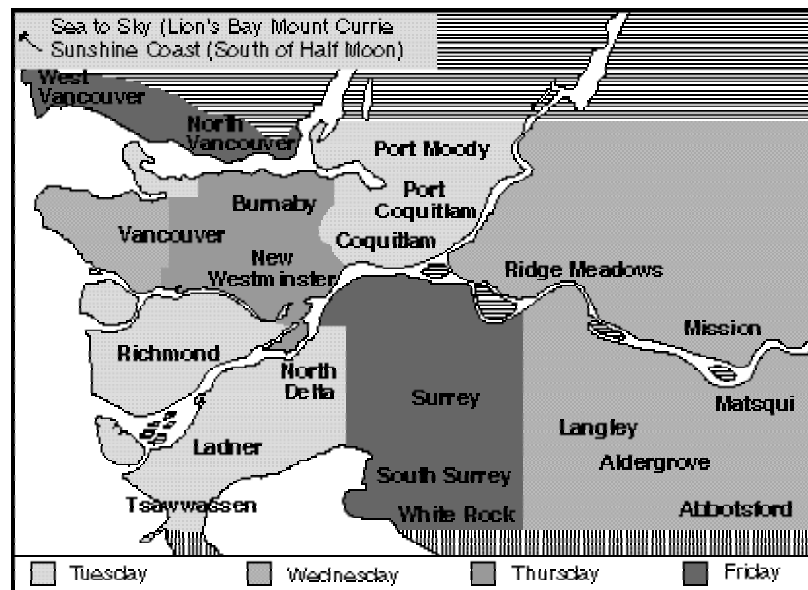 Sea to Sky (Lion's Bay Mount Currie
Sunshine Coast (South of Half Moon)
West
Vancouver
North
Vancouver
Port Moody
Port
Coquitlam
Coquitlam
Burnaby
Vancouver
New
Westminster
Ridge Meadows
Mission
Matsqui
Richmond
North
Delta
Surrey
Langley
Ladner
Aldergrove
South Surrey
Tsawwassen
White Rock
Abbotsford
Tuesday
Wednesday
Thursday
Friday